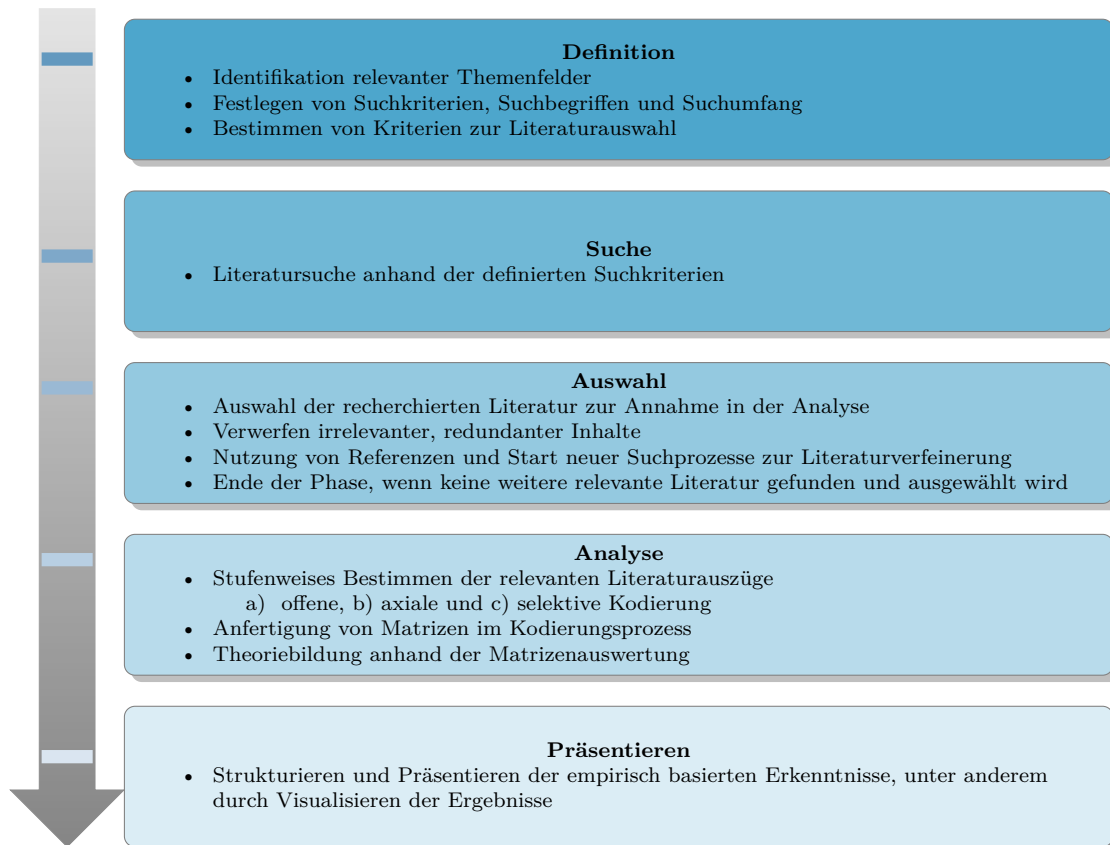 Definition
• Identifikation relevanter Themenfelder
• Festlegen von Suchkriterien, Suchbegriffen und Suchumfang
• Bestimmen von Kriterien zur Literaturauswahl
Suche
• Literatursuche anhand der definierten Suchkriterien
Auswahl
• Auswahl der recherchierten Literatur zur Annahme in der Analyse
• Verwerfen irrelevanter, redundanter Inhalte
• Nutzung von Referenzen und Start neuer Suchprozesse zur Literaturverfeinerung
• Ende der Phase, wenn keine weitere relevante Literatur gefunden und ausgewählt wird
Analyse
• Stufenweises Bestimmen der relevanten Literaturauszüge
a) offene, b) axiale und c) selektive Kodierung
• Anfertigung von Matrizen im Kodierungsprozess
• Theoriebildung anhand der Matrizenauswertung
Präsentieren
• Strukturieren und Präsentieren der empirisch basierten Erkenntnisse, unter anderem
durch Visualisieren der Ergebnisse